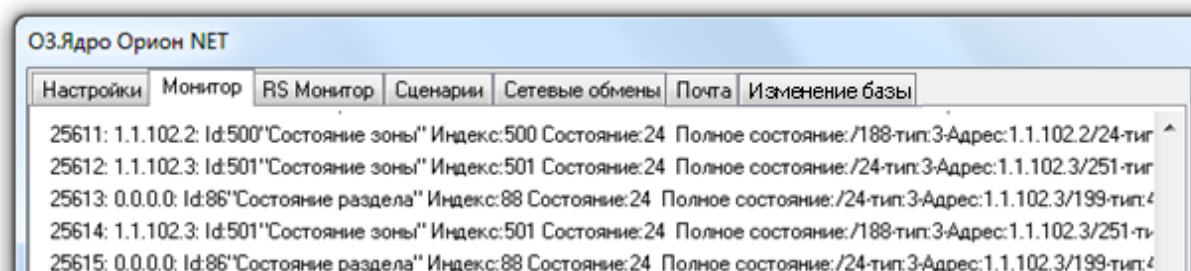 О3.Ядро Орион NET
Настройки Монитор RS Монитор Сценарии Сетевые обмены Почта Изменение базы
25611: 1.1.102.2: Id:500"Состояние зоны" Индекс:500 Состояние:24 Полное состояние:/188-тип:3-Адрес:1.1.102.2/24-тип
25612: 1.1.102.3: Id:501"Состояние зоны" Индекс:501 Состояние:24 Полное состояние:/24-тип:3-Адрес:1.1.102.3/251-тип
25613: 0.0.0.0: Id:86"Состояние раздела" Индекс:88 Состояние:24 Полное состояние:/24-тип:3-Адрес:1.1.102.3/199-тип:4
25614: 1.1.102.3: Id:501"Состояние зоны" Индекс:501 Состояние:24 Полное состояние:/188-тип:3-Адрес:1.1.102.3/251-ти
25615: 0.0.0.0: Id:86"Состояние раздела" Индекс:88 Состояние:24 Полное состояние:/24-тип:3-Адрес:1.1.102.3/199-тип:4